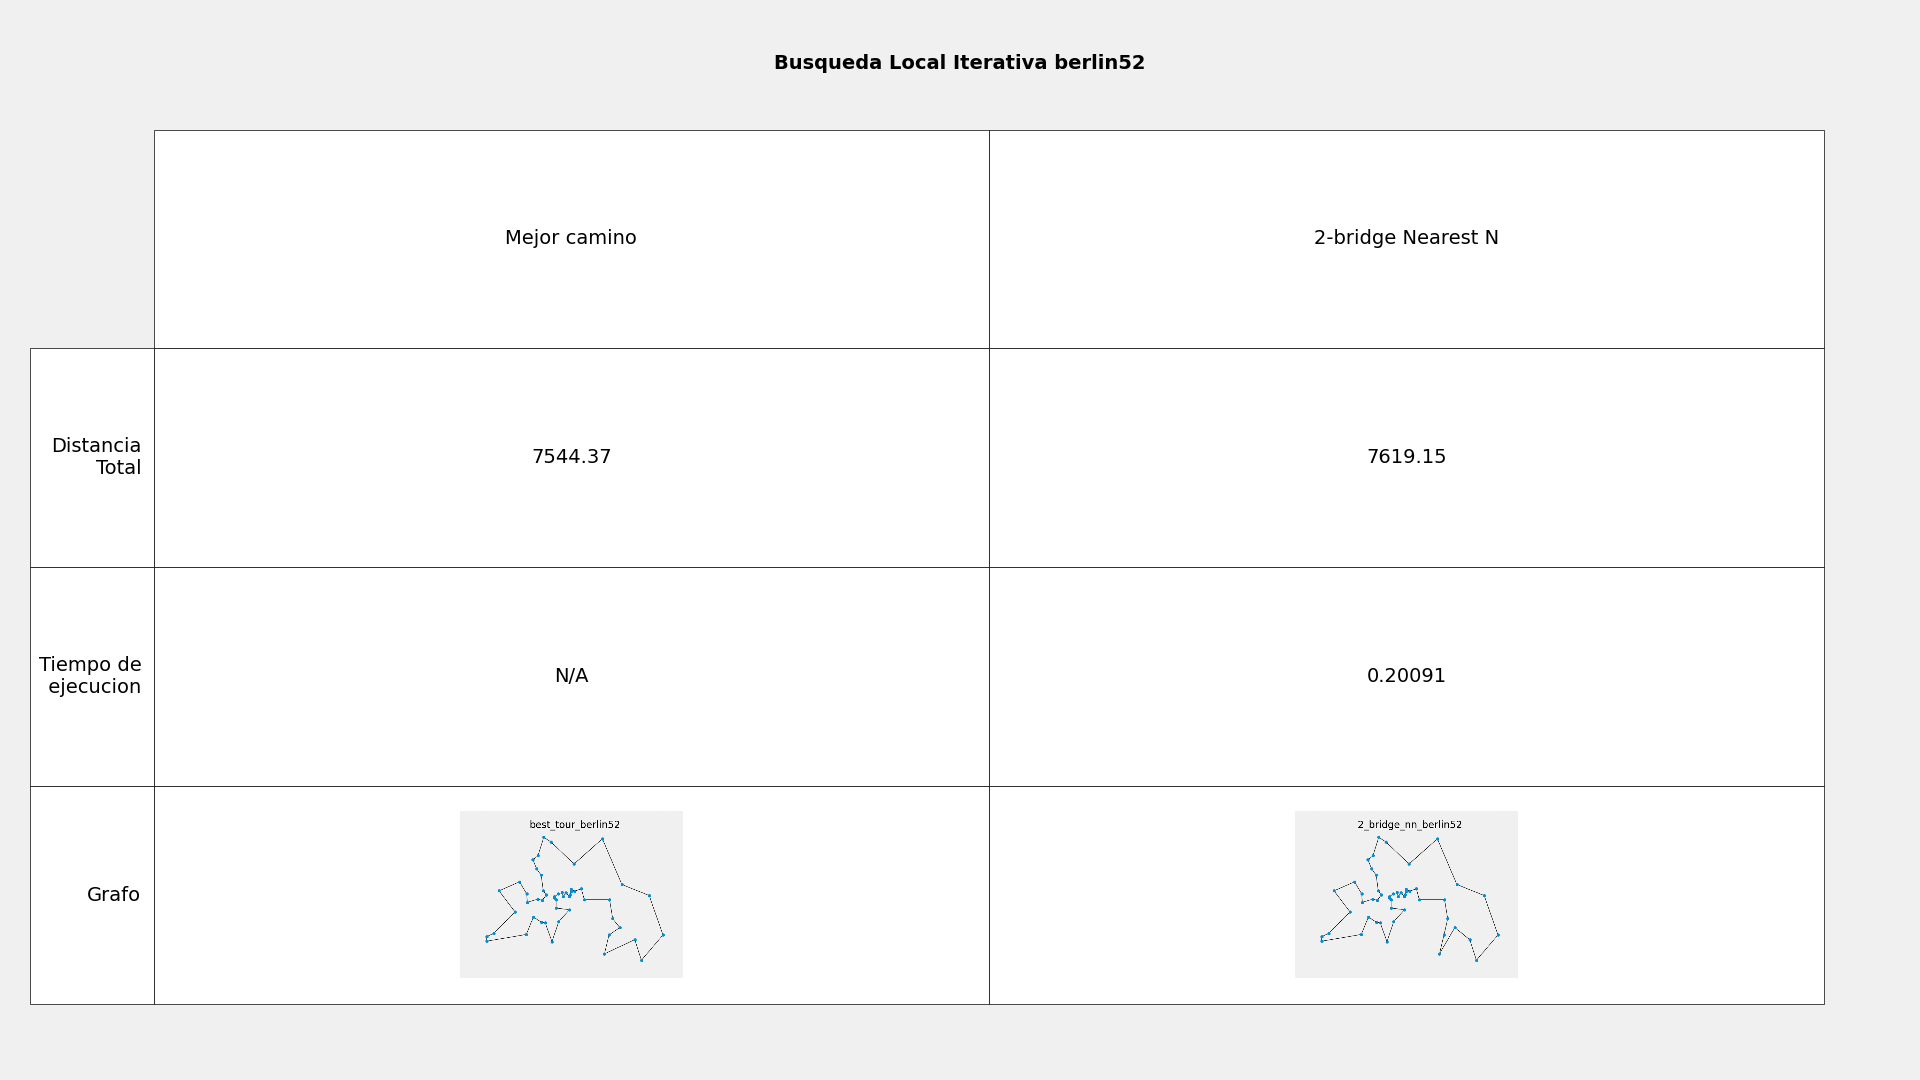 Busqueda Local Iterativa berlin52
Mejor camino
2-bridge Nearest N
Distancia
Total
7544.37
7619.15
Tiempo de
ejecucion
N/A
0.20091
Grafo
best_tour_berlin52
2_bridge_nn_berlin52